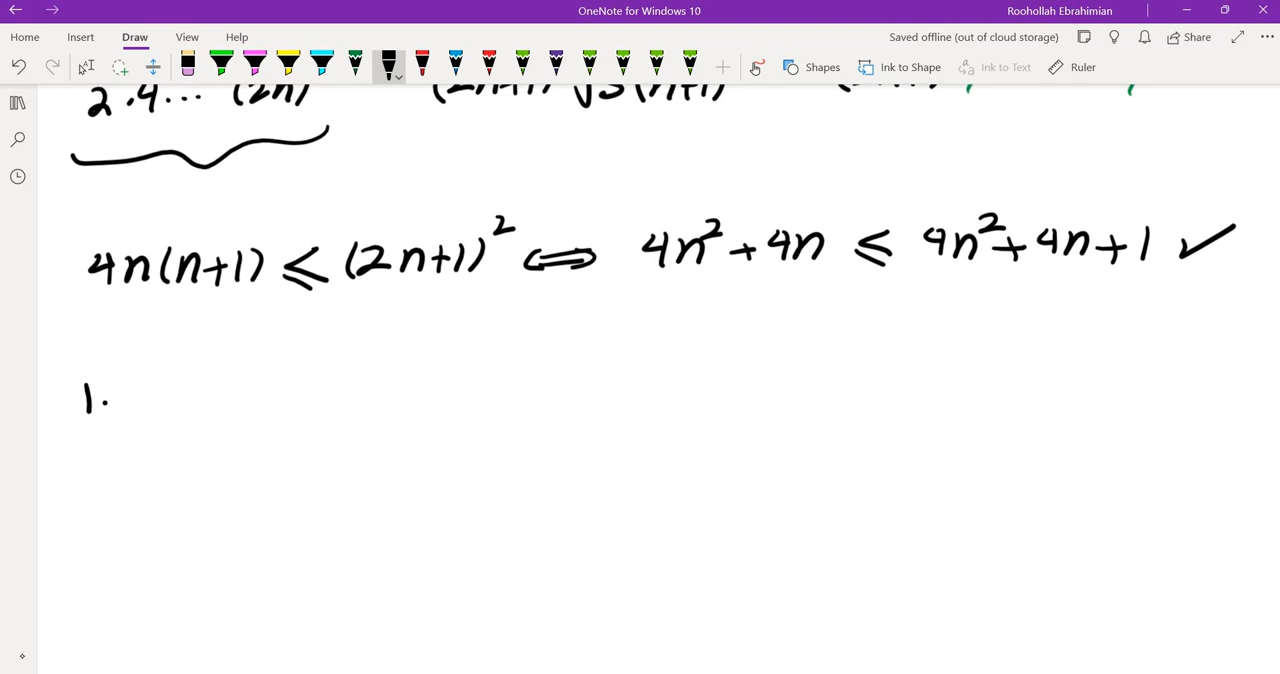 OneNote for Windows 10
Roohollah Ebrahimian
Home Insert Draw View Help
Saved offline (out of cloud storage) Share
Shapes Ink to Shape Ink to Text Ruler
2 · 4 ... (2n)
4n(n+1) ≤ (2n+1)² ⟺ 4n² + 4n ≤ 4n² + 4n + 1 ✓
1.